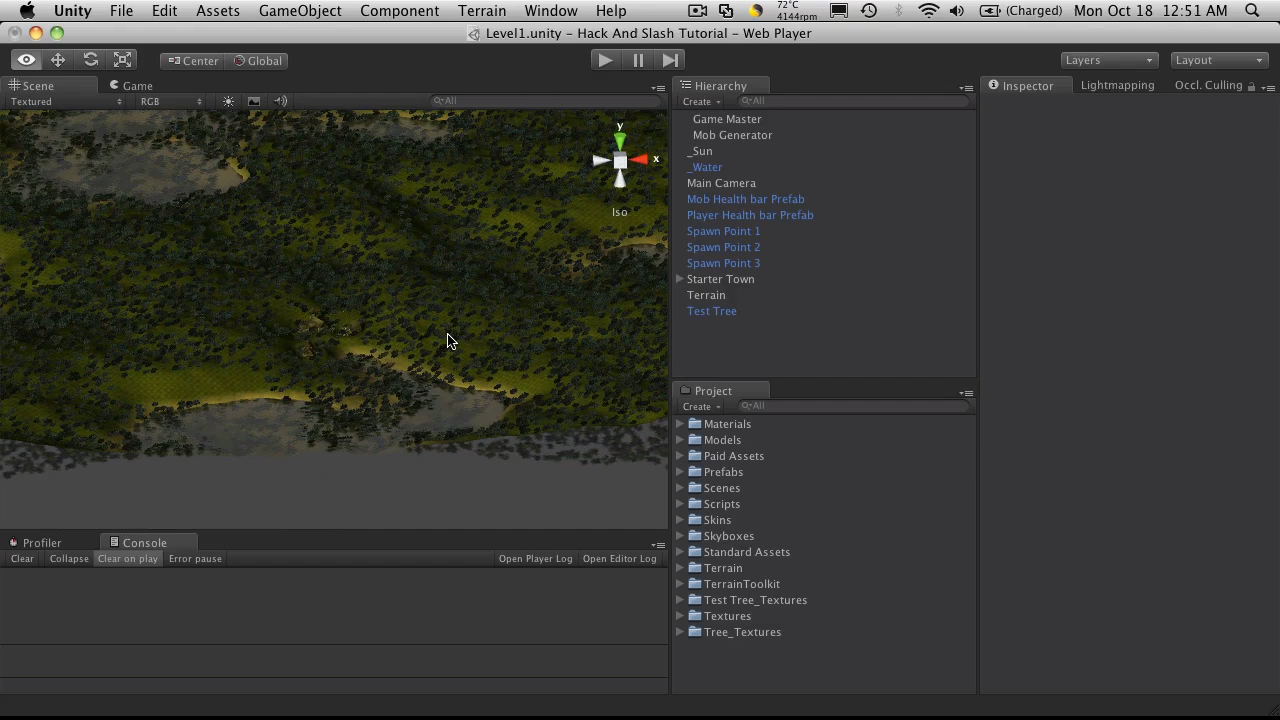 Unity File Edit Assets GameObject Component Terrain Window Help 72°C 4144rpm (Charged) Mon Oct 18 12:51 AM
Level1.unity – Hack And Slash Tutorial – Web Player
Center Global Layers Layout
Scene Game
Textured RGB All
y
x
Iso
Profiler Console
Clear Collapse Clear on play Error pause Open Player Log Open Editor Log
Hierarchy
Create All
Game Master
Mob Generator
_Sun
_Water
Main Camera
Mob Health bar Prefab
Player Health bar Prefab
Spawn Point 1
Spawn Point 2
Spawn Point 3
Starter Town
Terrain
Test Tree
Project
Create All
Materials
Models
Paid Assets
Prefabs
Scenes
Scripts
Skins
Skyboxes
Standard Assets
Terrain
TerrainToolkit
Test Tree_Textures
Textures
Tree_Textures
Inspector Lightmapping Occl. Culling